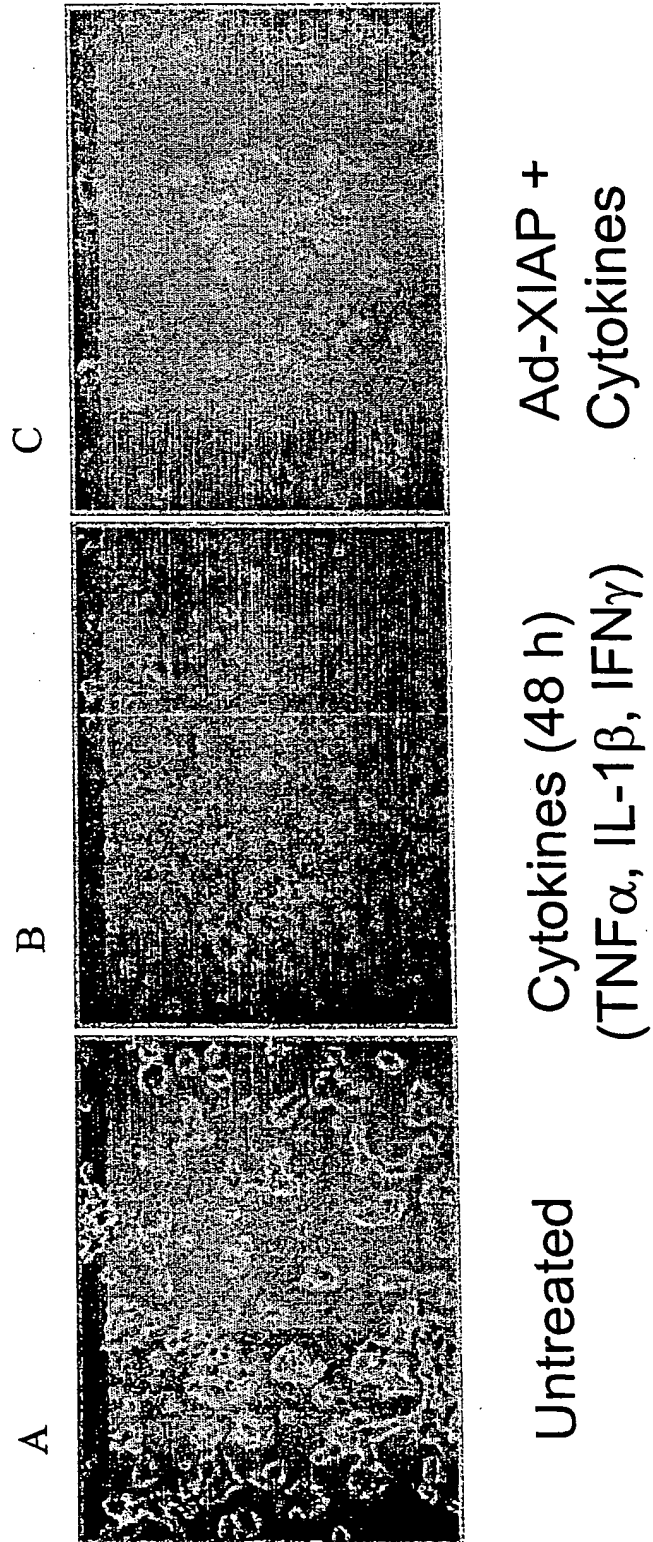 A
B
C
Untreated
Cytokines (48 h)
(TNFα, IL-1β, IFNγ)
Ad-XIAP +
Cytokines